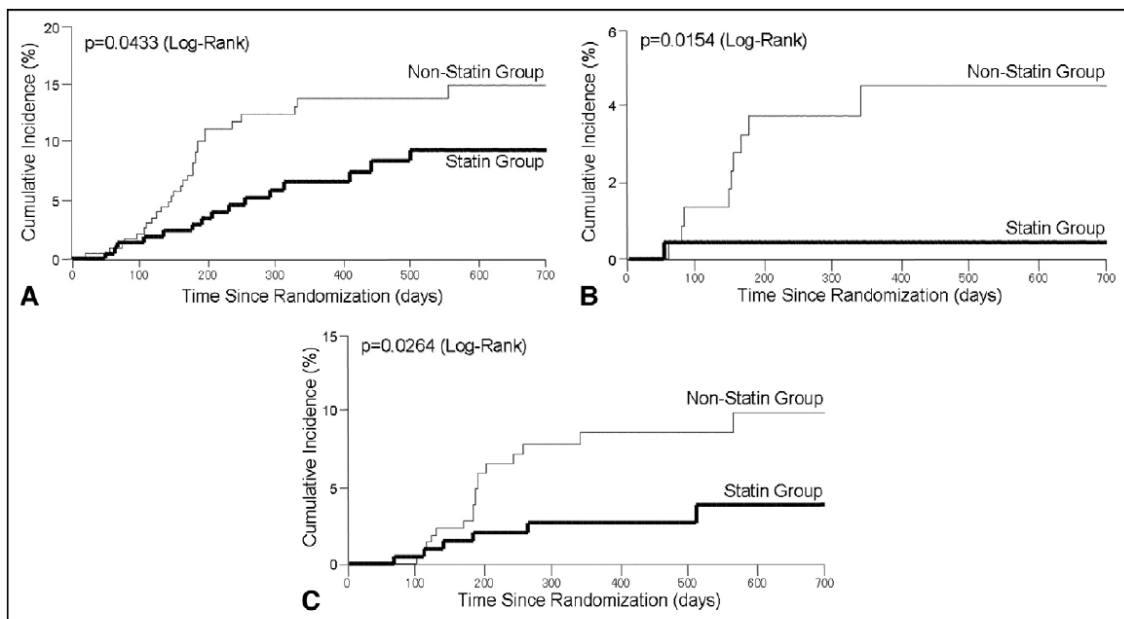 20
p=0.0433 (Log-Rank)
Non-Statin Group
15
10
Statin Group
5
0
Cumulative Incidence (%)
0 100 200 300 400 500 600 700
Time Since Randomization (days)
A
6
p=0.0154 (Log-Rank)
Non-Statin Group
4
2
Statin Group
0
Cumulative Incidence (%)
0 100 200 300 400 500 600 700
Time Since Randomization (days)
B
15
p=0.0264 (Log-Rank)
Non-Statin Group
10
5
Statin Group
0
Cumulative Incidence (%)
0 100 200 300 400 500 600 700
Time Since Randomization (days)
C